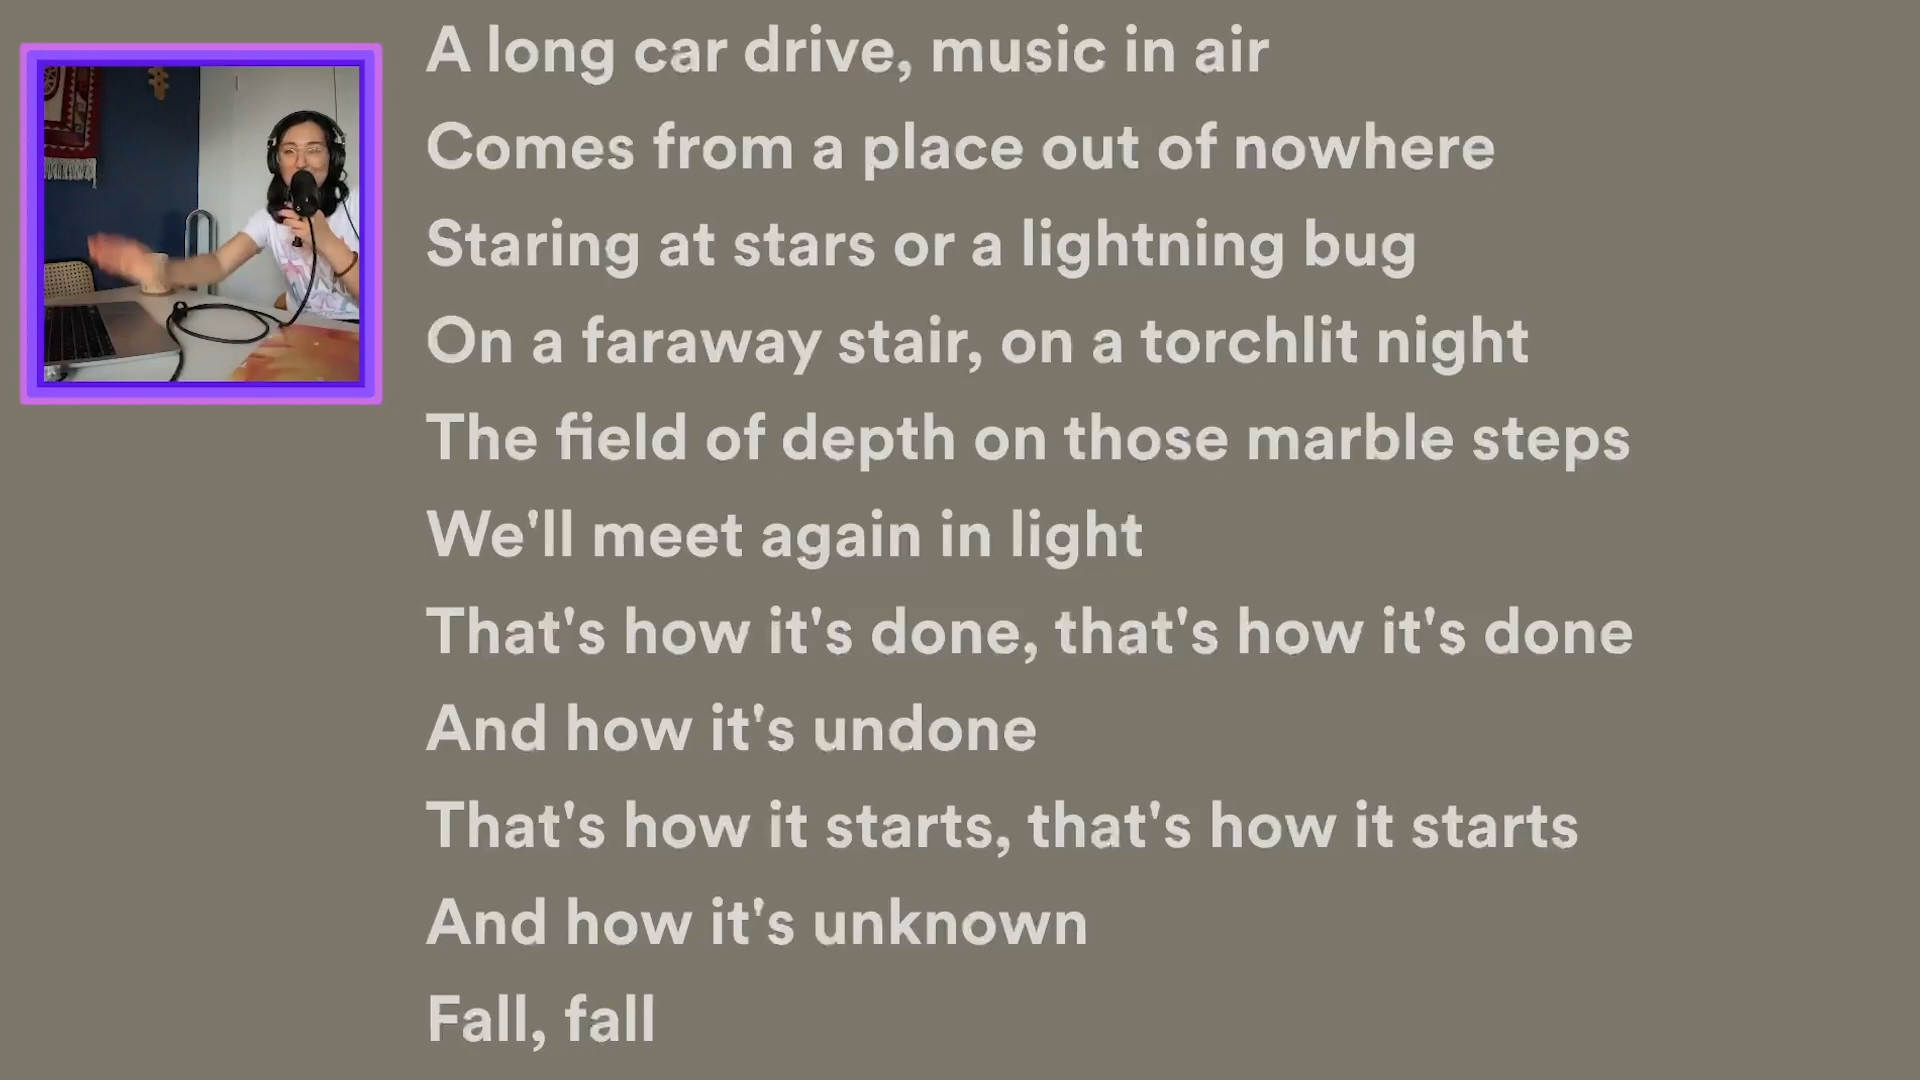 A long car drive, music in air
Comes from a place out of nowhere
Staring at stars or a lightning bug
On a faraway stair, on a torchlit night
The field of depth on those marble steps
We'll meet again in light
That's how it's done, that's how it's done
And how it's undone
That's how it starts, that's how it starts
And how it's unknown
Fall, fall